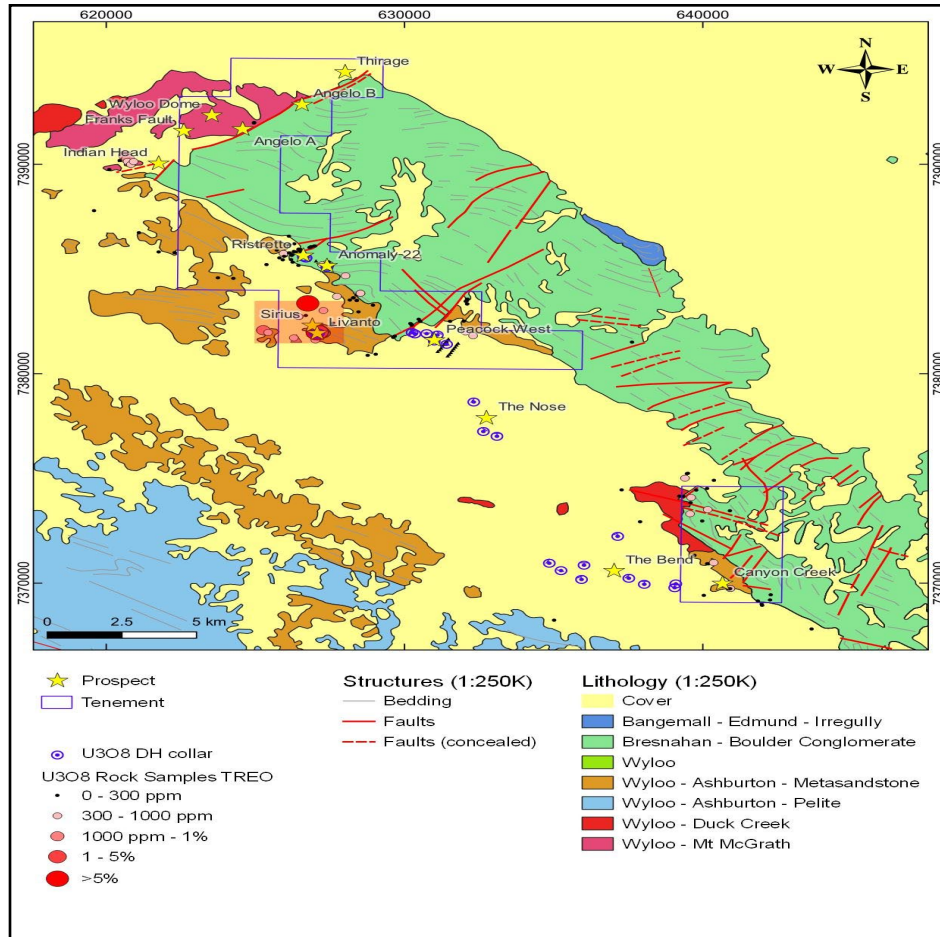 620000
630000
640000
N
W E
S
Thirage
Angelo B
Wyloo Dome
Franks Fault
Angelo A
Indian Head
7390000
7390000
Ristretto
Anomaly-22
Sirius
Livanto
Peacock West
7380000
7380000
The Nose
The Bend
Canyon Creek
7370000
7370000
0 2.5 5 km
Prospect
Tenement
U3O8 DH collar
U3O8 Rock Samples TREO
0 - 300 ppm
300 - 1000 ppm
1000 ppm - 1%
1 - 5%
>5%
Structures (1:250K)
Bedding
Faults
Faults (concealed)
Lithology (1:250K)
Cover
Bangemall - Edmund - Irregully
Bresnahan - Boulder Conglomerate
Wyloo
Wyloo - Ashburton - Metasandstone
Wyloo - Ashburton - Pelite
Wyloo - Duck Creek
Wyloo - Mt McGrath